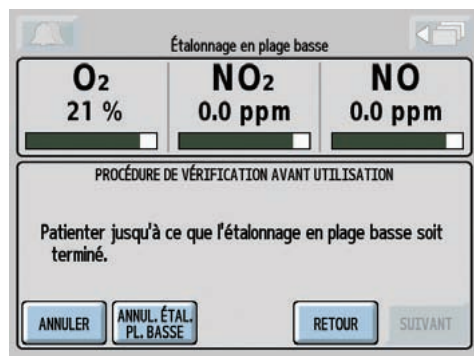 Étalonnage en plage basse
O₂ NO₂ NO
21 % 0.0 ppm 0.0 ppm
PROCÉDURE DE VÉRIFICATION AVANT UTILISATION
Patienter jusqu'à ce que l'étalonnage en plage basse soit
terminé.
ANNULER
ANNUL. ÉTAL.
PL. BASSE
RETOUR
SUIVANT